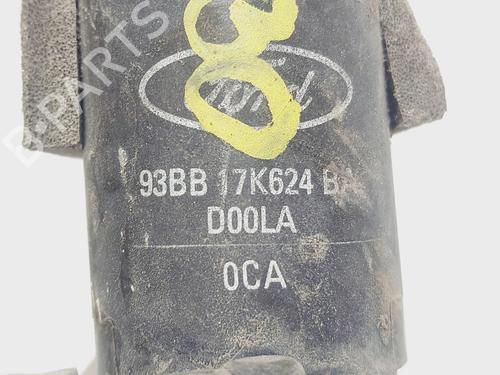 B-PARTS
Ford
93BB 17K624 BA
D00LA
0CA